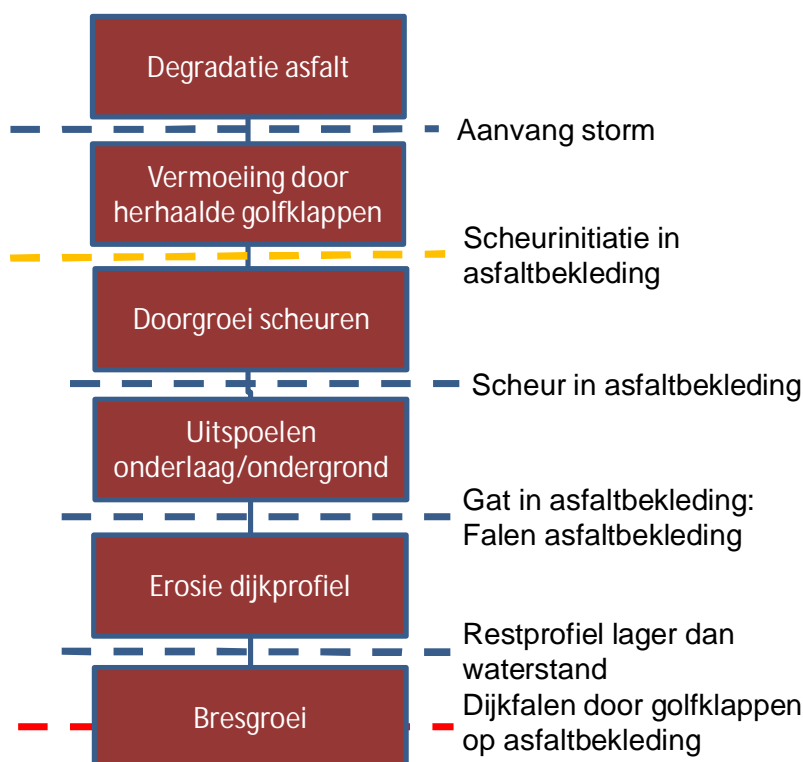 Degradatie asfalt
Aanvang storm
Vermoeiing door
herhaalde golfklappen
Scheurinitiatie in
asfaltbekleding
Doorgroei scheuren
Scheur in asfaltbekleding
Uitspoelen
onderlaag/ondergrond
Gat in asfaltbekleding:
Falen asfaltbekleding
Erosie dijkprofiel
Restprofiel lager dan
waterstand
Bresgroei
Dijkfalen door golfklappen
op asfaltbekleding